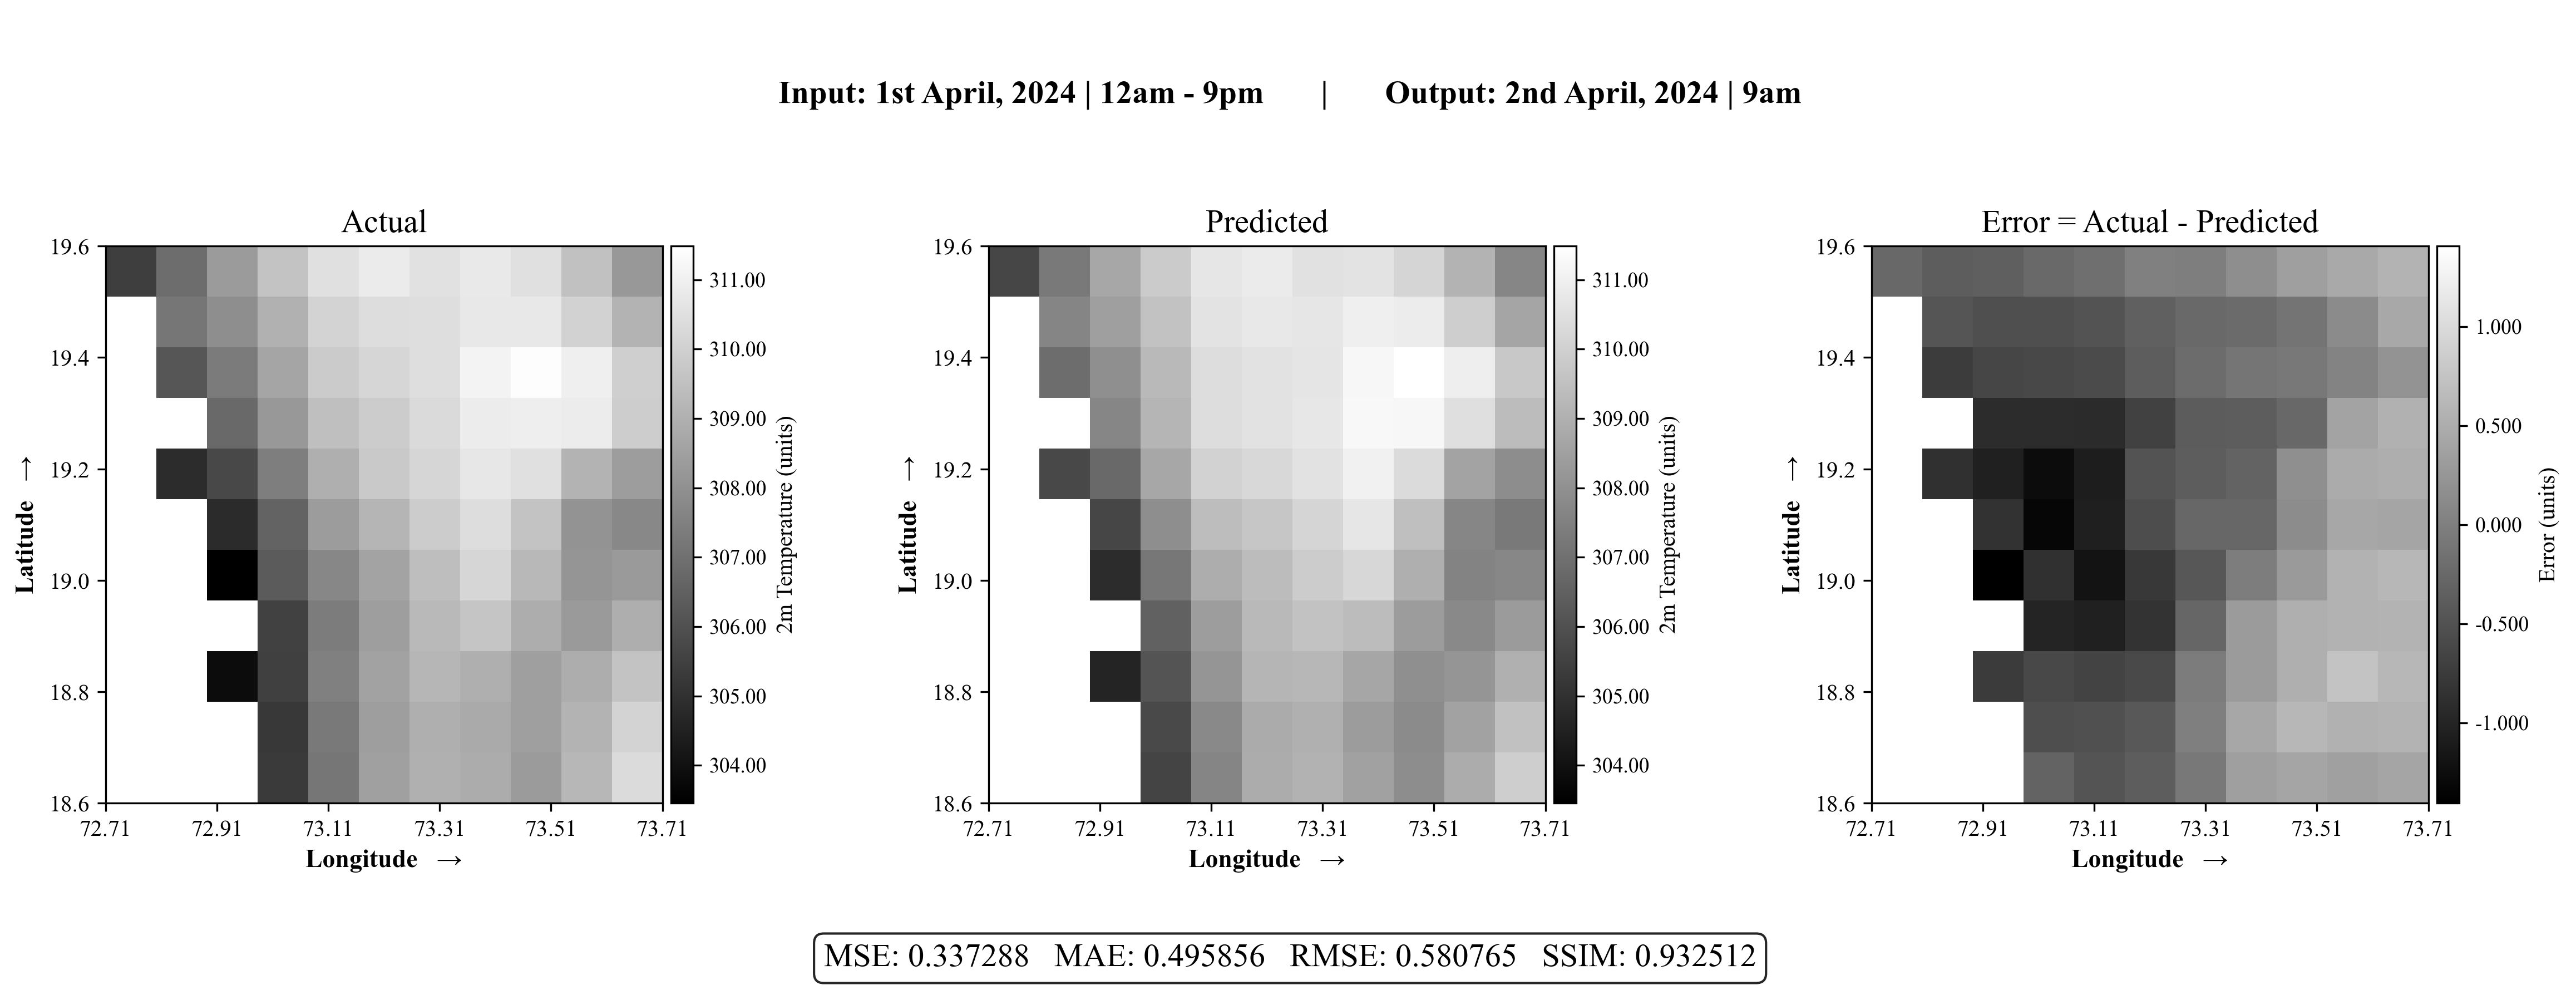 Input: 1st April, 2024 | 12am - 9pm | Output: 2nd April, 2024 | 9am
Actual
19.6
19.4
19.2
19.0
18.8
18.6
72.71 72.91 73.11 73.31 73.51 73.71
Latitude →
Longitude →
311.00
310.00
309.00
308.00
307.00
306.00
305.00
304.00
2m Temperature (units)
Predicted
19.6
19.4
19.2
19.0
18.8
18.6
72.71 72.91 73.11 73.31 73.51 73.71
Latitude →
Longitude →
311.00
310.00
309.00
308.00
307.00
306.00
305.00
304.00
2m Temperature (units)
Error = Actual - Predicted
19.6
19.4
19.2
19.0
18.8
18.6
72.71 72.91 73.11 73.31 73.51 73.71
Latitude →
Longitude →
1.000
0.500
0.000
-0.500
-1.000
Error (units)
MSE: 0.337288 MAE: 0.495856 RMSE: 0.580765 SSIM: 0.932512